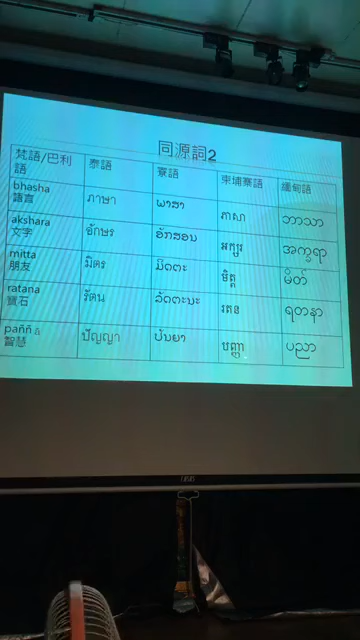 同源詞2
梵語/巴利語 泰語 寮語 柬埔寨語 緬甸語
bhasha 語言 ภาษา ພາສາ ភាសា ဘာသာ
akshara 文字 อักษร ອັກສອນ អក្សរ အက္ခရာ
mitta 朋友 มิตร ມິດຕະ មិត្ត မိတ်
ratana 寶石 รัตน ລັດຕະນະ រតន ရတနာ
paññā 智慧 ปัญญา ປັນຍາ បញ្ញា ပညာ